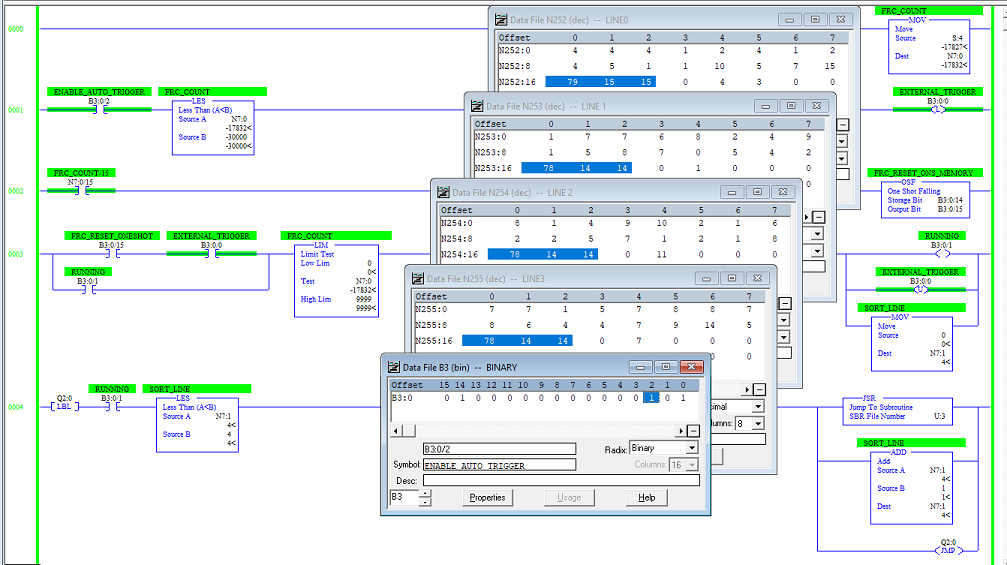 0000
FRC_COUNT
MOV
Move
Source S:4
-17827<
Dest N7:0
-17832<
0001
ENABLE_AUTO_TRIGGER
B3:0/2
FRC_COUNT
LES
Less Than (A<B)
Source A N7:0
-17832<
Source B -30000
-30000<
EXTERNAL_TRIGGER
B3:0/0
L
0002
FRC_COUNT/15
N7:0/15
FRC_RESET_ONS_MEMORY
OSF
One Shot Falling
Storage Bit B3:0/14
Output Bit B3:0/15
0003
FRC_RESET_ONESHOT
B3:0/15
EXTERNAL_TRIGGER
B3:0/0
RUNNING
B3:0/1
FRC_COUNT
LIM
Limit Test
Low Lim 0
0<
Test N7:0
-17832<
High Lim 9999
9999<
RUNNING
B3:0/1
EXTERNAL_TRIGGER
B3:0/0
U
SORT_LINE
MOV
Move
Source 0
0<
Dest N7:1
4<
0004
Q2:0
LBL
RUNNING
B3:0/1
SORT_LINE
LES
Less Than (A<B)
Source A N7:1
4<
Source B 4
4<
JSR
Jump To Subroutine
SBR File Number U:3
SORT_LINE
ADD
Add
Source A N7:1
4<
Source B 1
1<
Dest N7:1
4<
Q2:0
JMP
Data File N252 (dec) -- LINE0
Offset 0 1 2 3 4 5 6 7
N252:0 4 4 4 1 2 4 1 2
N252:8 4 5 1 1 10 5 7 15
N252:16 79 15 15 0 4 3 0 0
Data File N253 (dec) -- LINE 1
Offset 0 1 2 3 4 5 6 7
N253:0 1 7 7 6 8 2 4 9
N253:8 1 5 8 7 0 5 4 2
N253:16 78 14 14 0 1 0 0 0
0
Data File N254 (dec) -- LINE 2
Offset 0 1 2 3 4 5 6 7
N254:0 8 1 4 9 10 2 1 6
N254:8 2 2 5 7 1 2 1 8
N254:16 78 14 14 0 11 0 0 0
Data File N255 (dec) -- LINE3
Offset 0 1 2 3 4 5 6 7
N255:0 7 7 1 5 7 8 8 7
N255:8 8 6 4 4 7 9 14 5
N255:16 78 14 14 0 7 0 0 0
0 0
imal
lumns: 8
Data File B3 (bin) -- BINARY
Offset 15 14 13 12 11 10 9 8 7 6 5 4 3 2 1 0
B3:0 0 1 0 0 0 0 0 0 0 0 0 0 0 1 0 1
B3:0/2
Radix: Binary
Symbol: ENABLE_AUTO_TRIGGER
Columns: 16
Desc:
B3
Properties
Usage
Help